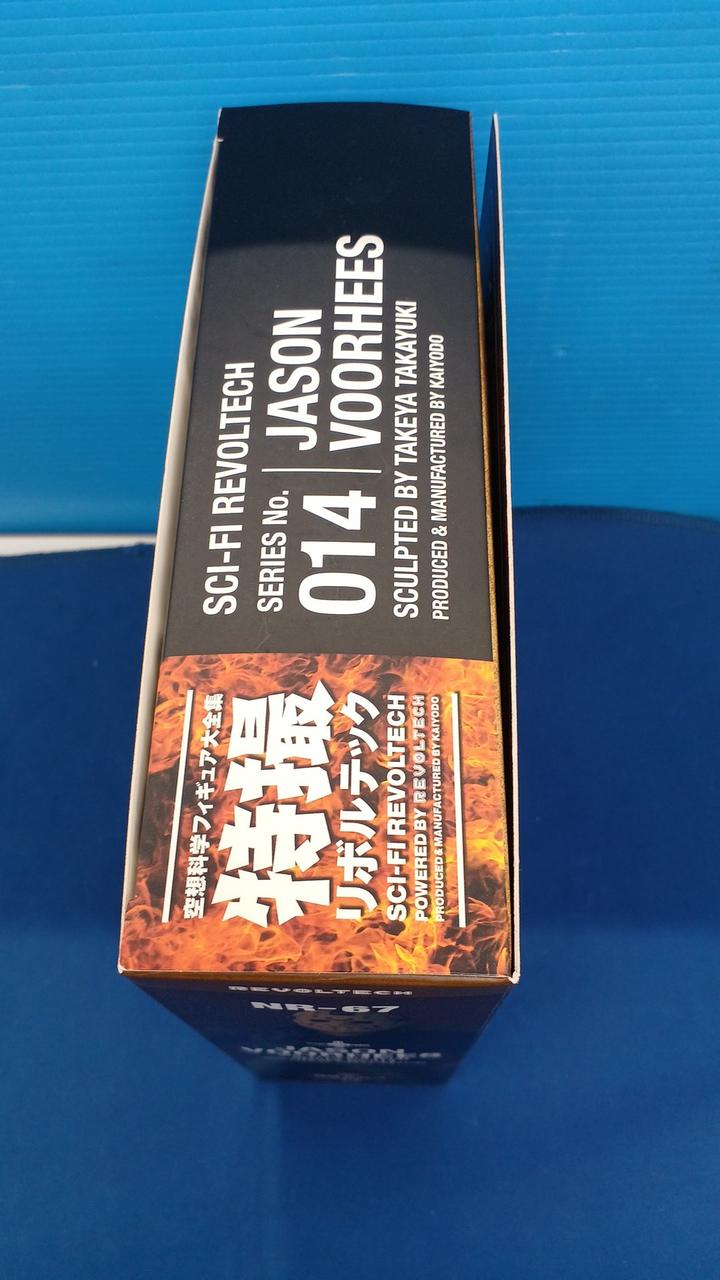 SCI-FI REVOLTECH
SERIES No.
014
JASON
VOORHEES
SCULPTED BY TAKEYA TAKAYUKI
PRODUCED & MANUFACTURED BY KAIYODO
空想科学フィギュア大全集
特撮
リボルテック
SCI-FI REVOLTECH
POWERED BY REVOLTECH
PRODUCED & MANUFACTURED BY KAIYODO
REVOLTECH
NR-67
JASON
VOORHEES